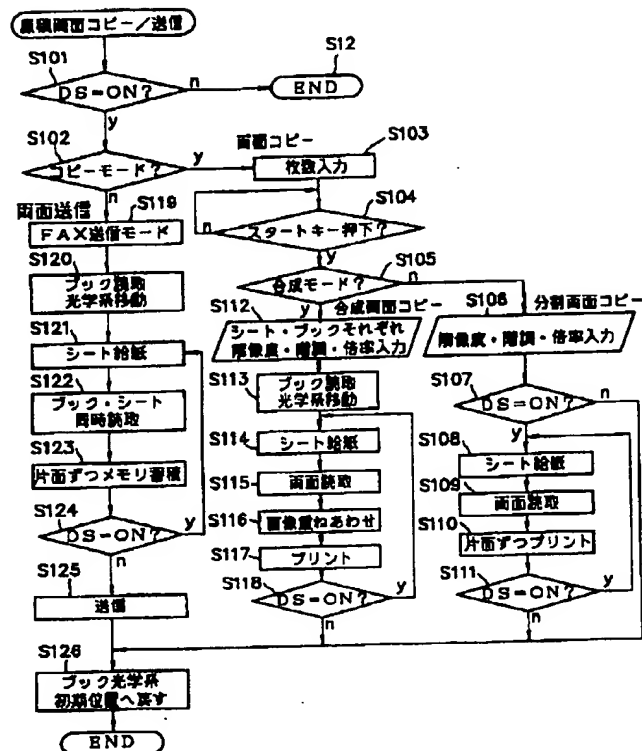 原稿両面コピー/送信
S101
DS=ON?
n
S12
END
y
S102
コピーモード?
y
両面コピー
S103
枚数入力
n
両面送信
S119
FAX送信モード
S104
スタートキー押下?
n
y
S120
ブック読取
光学系移動
S105
合成モード?
n
y
S121
シート給紙
S112
合成両面コピー
シート・ブックそれぞれ
解像度・階調・倍率入力
S106
分割両面コピー
解像度・階調・倍率入力
S122
ブック・シート
同時読取
S113
ブック読取
光学系移動
S107
DS=ON?
n
y
S123
片面ずつメモリ蓄積
S114
シート給紙
S108
シート給紙
S115
両面読取
S109
両面読取
S124
DS=ON?
y
n
S116
画像重ねあわせ
S110
片面ずつプリント
S117
プリント
S125
送信
S118
DS=ON?
y
n
S111
DS=ON?
y
n
S126
ブック光学系
初期位置へ戻す
END